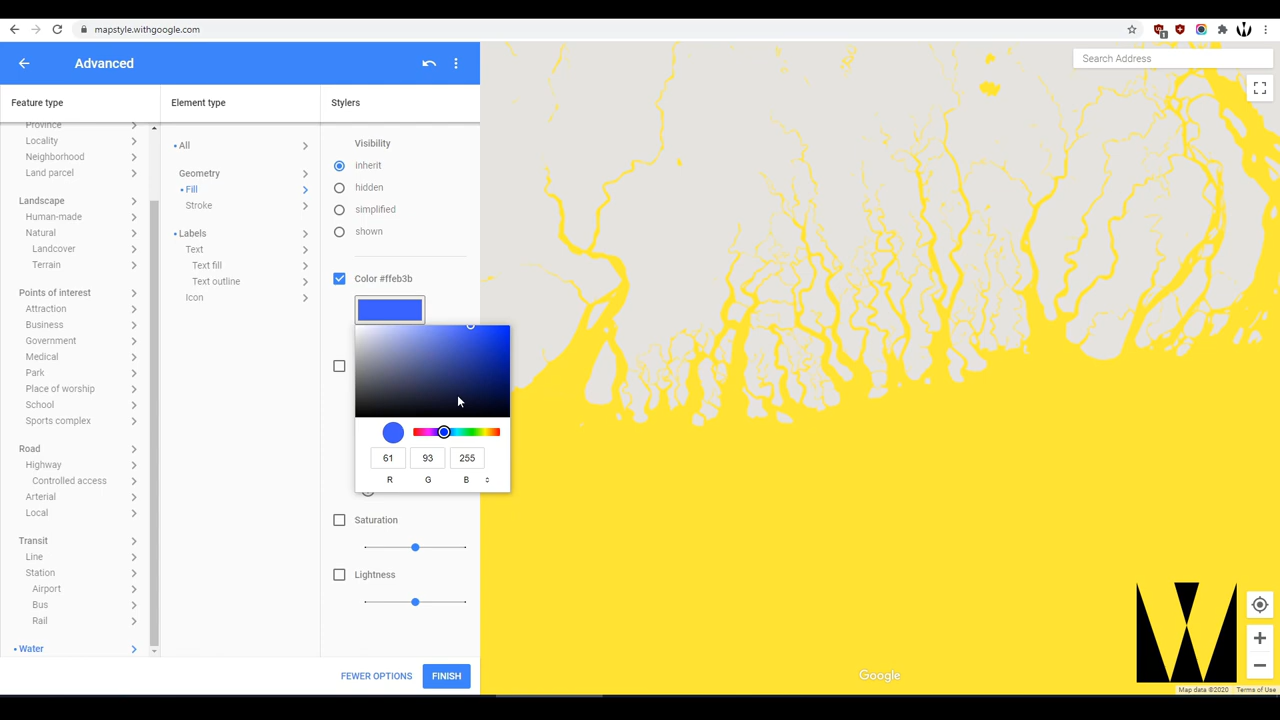 mapstyle.withgoogle.com
1
Advanced
Search Address
Feature type
Element type
Stylers
Province
Locality
Neighborhood
Land parcel
Landscape
Human-made
Natural
Landcover
Terrain
Points of interest
Attraction
Business
Government
Medical
Park
Place of worship
School
Sports complex
Road
Highway
Controlled access
Arterial
Local
Transit
Line
Station
Airport
Bus
Rail
Water
All
Geometry
Fill
Stroke
Labels
Text
Text fill
Text outline
Icon
Visibility
inherit
hidden
simplified
shown
Color #ffeb3b
61 93 255
R G B
Saturation
Lightness
FEWER OPTIONS FINISH
Google
W
Map data ©2020 Terms of Use